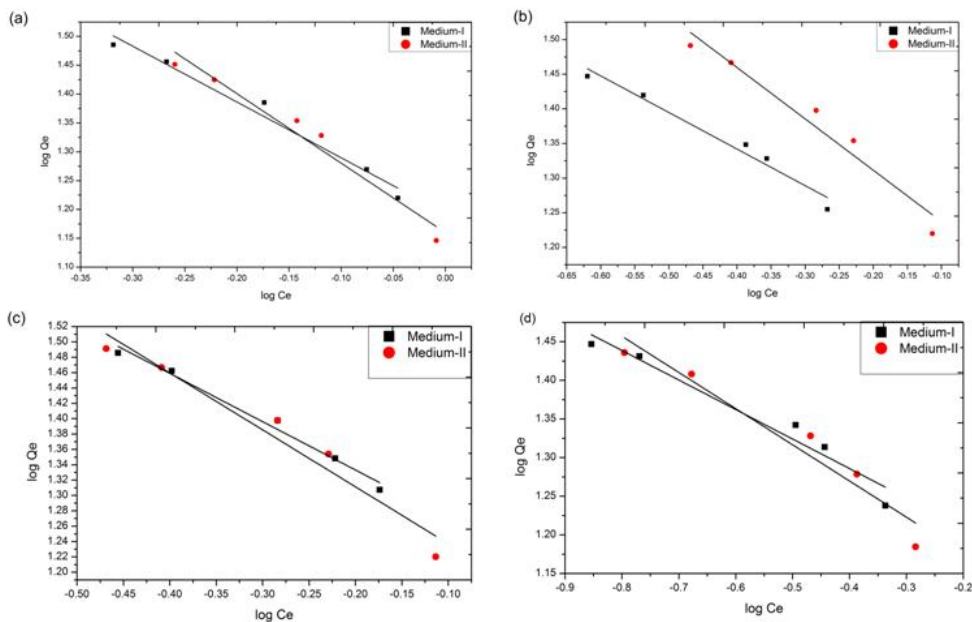 (a)
Medium-I
Medium-II
1.50
1.45
1.40
1.35
1.30
1.25
1.20
1.15
1.10
log Qe
-0.35 -0.30 -0.25 -0.20 -0.15 -0.10 -0.05 0.00
log Ce
(b)
Medium-I
Medium-II
1.50
1.45
1.40
1.35
1.30
1.25
1.20
log Qe
-0.65 -0.60 -0.55 -0.50 -0.45 -0.40 -0.35 -0.30 -0.25 -0.20 -0.15 -0.10
log Ce
(c)
Medium-I
Medium-II
1.52
1.50
1.48
1.46
1.44
1.42
1.40
1.38
1.36
1.34
1.32
1.30
1.28
1.26
1.24
1.22
1.20
log Qe
-0.50 -0.45 -0.40 -0.35 -0.30 -0.25 -0.20 -0.15 -0.10
log Ce
(d)
Medium-I
Medium-II
1.45
1.40
1.35
1.30
1.25
1.20
1.15
log Qe
-0.9 -0.8 -0.7 -0.6 -0.5 -0.4 -0.3 -0.2
log Ce